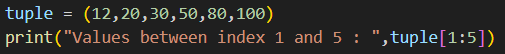 tuple = (12,20,30,50,80,100)
print("Values between index 1 and 5 : ",tuple[1:5])